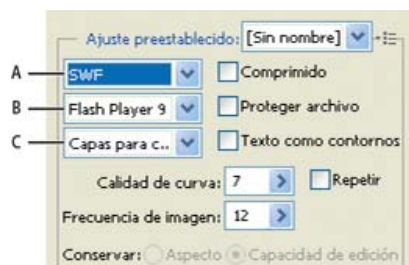 Ajuste preestablecido: [Sin nombre]
A SWF Comprimido
B Flash Player 9 Proteger archivo
C Capas para c.. Texto como contornos
Calidad de curva: 7 Repetir
Frecuencia de imagen: 12
Conservar: Aspecto Capacidad de edición